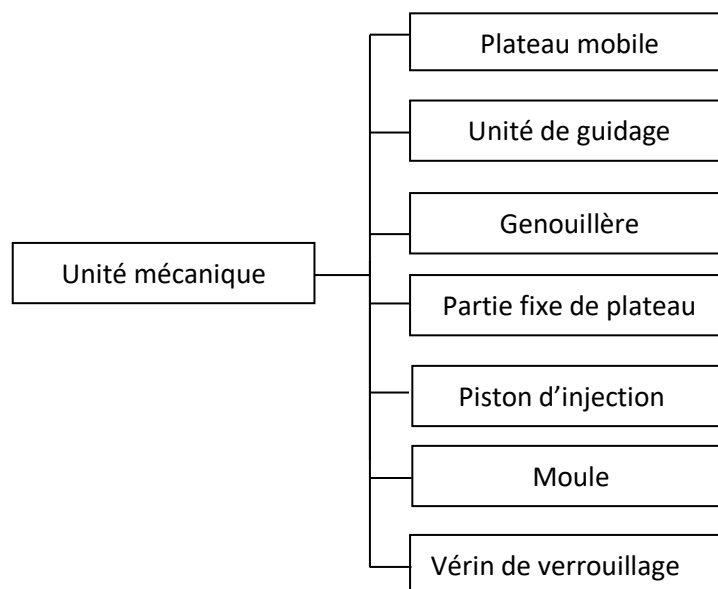 Plateau mobile
Unité de guidage
Genouillère
Unité mécanique
Partie fixe de plateau
Piston d’injection
Moule
Vérin de verrouillage